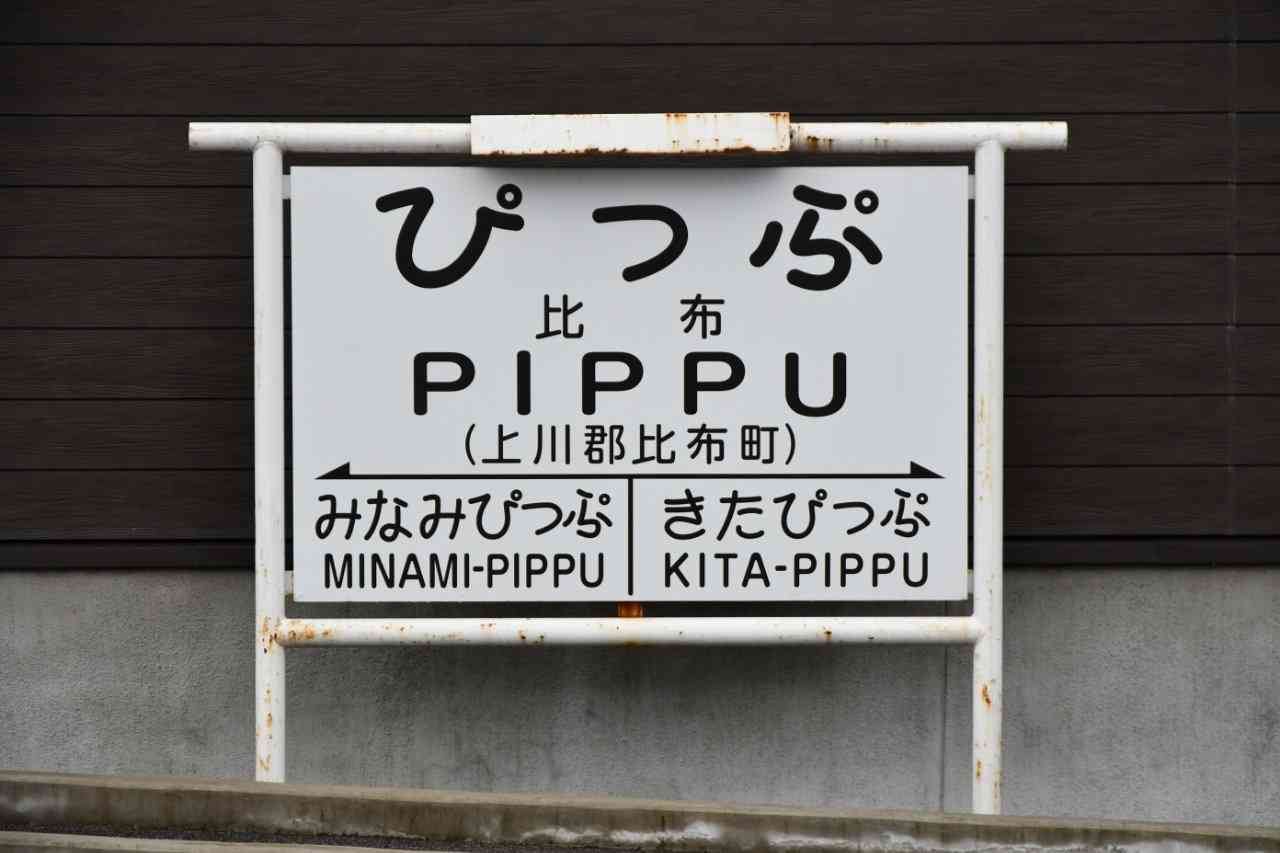 ぴっぷ
比布
PIPPU
(上川郡比布町)
みなみぴっぷ きたぴっぷ
MINAMI-PIPPU KITA-PIPPU